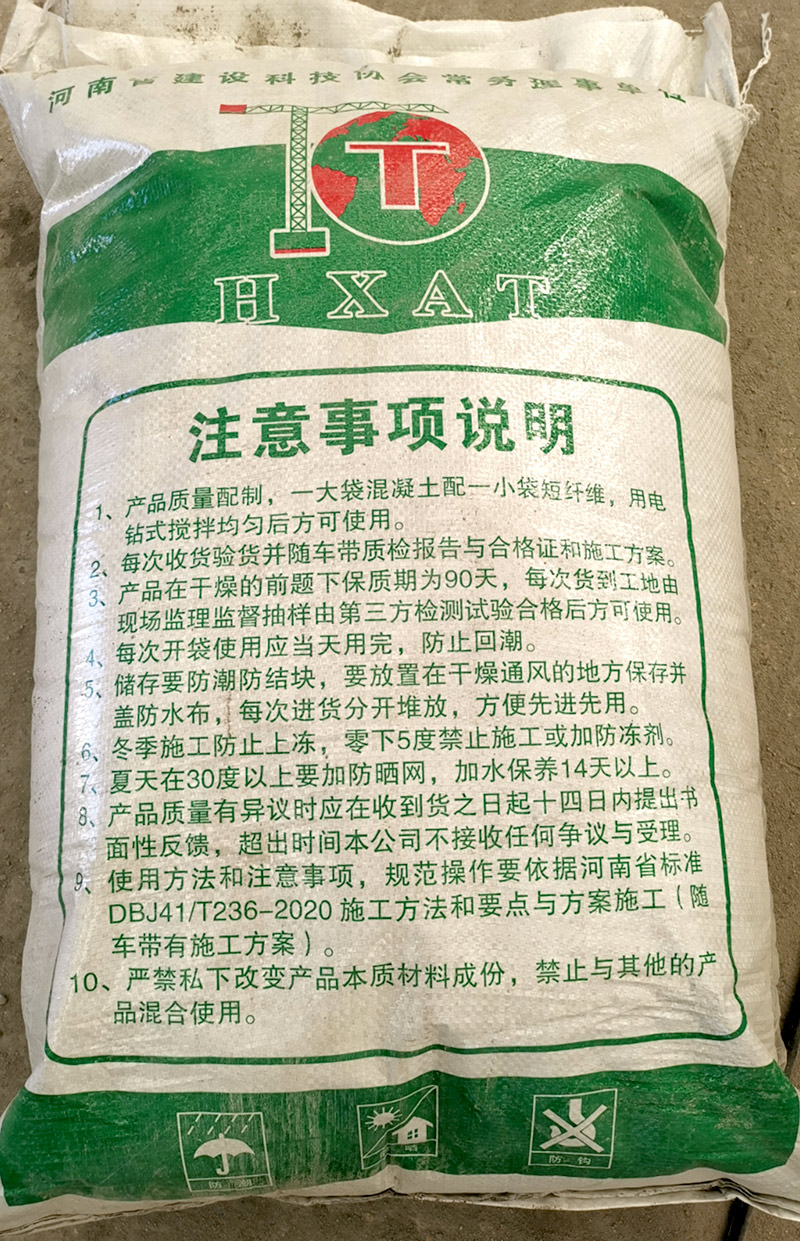 河南省建设科技协会常务理事单位
T
HXAT
注意事项说明
1、产品质量配制，一大袋混凝土配一小袋短纤维，用电
钻式搅拌均匀后方可使用。
2、每次收货验货并随车带质检报告与合格证和施工方案。
3、产品在干燥的前题下保质期为90天，每次货到工地由
现场监理监督抽样由第三方检测试验合格后方可使用。
4、每次开袋使用应当天用完，防止回潮。
5、储存要防潮防结块，要放置在干燥通风的地方保存并
盖防水布，每次进货分开堆放，方便先进先用。
6、冬季施工防止上冻，零下5度禁止施工或加防冻剂。
7、夏天在30度以上要加防晒网，加水保养14天以上。
8、产品质量有异议时应在收到货之日起十四日内提出书
面性反馈，超出时间本公司不接收任何争议与受理。
9、使用方法和注意事项，规范操作要依据河南省标准
DBJ41/T236-2020施工方法和要点与方案施工（随
车带有施工方案）。
10、严禁私下改变产品本质材料成份，禁止与其他的产
品混合使用。
防潮
晒
防钩